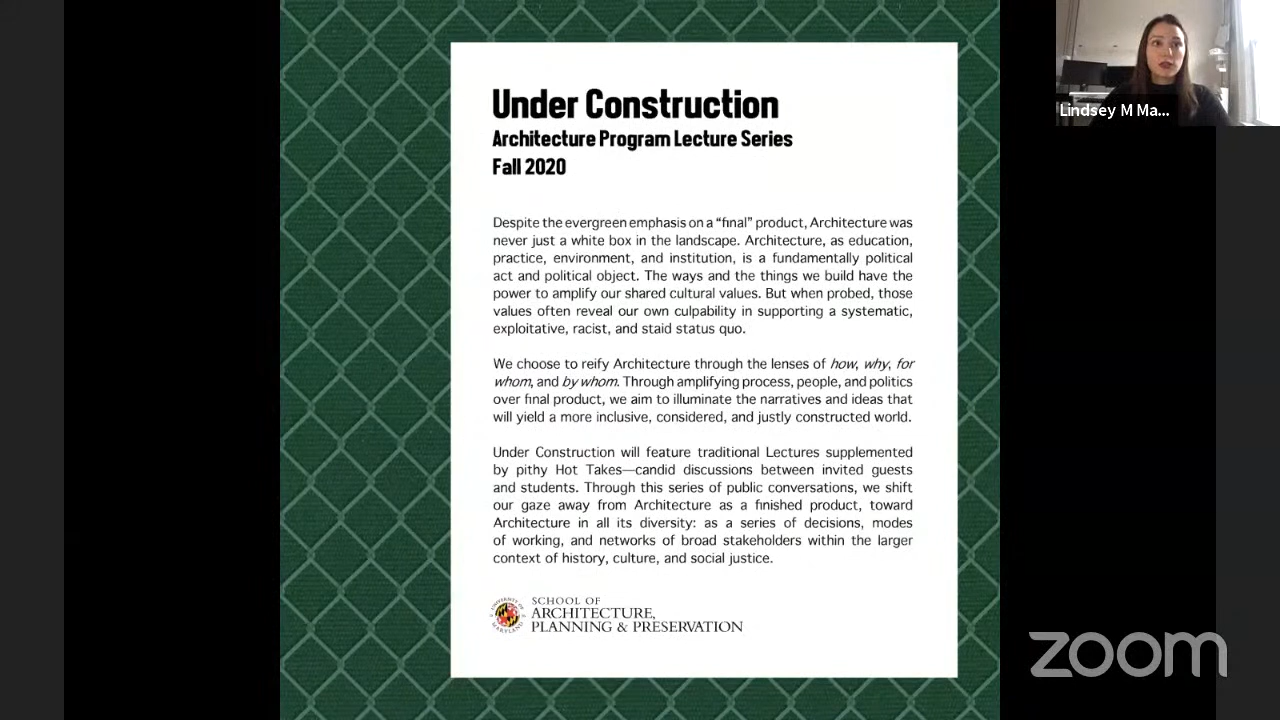 Under Construction
Architecture Program Lecture Series
Fall 2020
Despite the evergreen emphasis on a “final” product, Architecture was
never just a white box in the landscape. Architecture, as education,
practice, environment, and institution, is a fundamentally political
act and political object. The ways and the things we build have the
power to amplify our shared cultural values. But when probed, those
values often reveal our own culpability in supporting a systematic,
exploitative, racist, and staid status quo.
We choose to reify Architecture through the lenses of how, why, for
whom, and by whom. Through amplifying process, people, and politics
over final product, we aim to illuminate the narratives and ideas that
will yield a more inclusive, considered, and justly constructed world.
Under Construction will feature traditional Lectures supplemented
by pithy Hot Takes—candid discussions between invited guests
and students. Through this series of public conversations, we shift
our gaze away from Architecture as a finished product, toward
Architecture in all its diversity: as a series of decisions, modes
of working, and networks of broad stakeholders within the larger
context of history, culture, and social justice.
UNIVERSITY OF
MARYLAND
SCHOOL OF
ARCHITECTURE,
PLANNING & PRESERVATION
Lindsey M Ma...
zoom